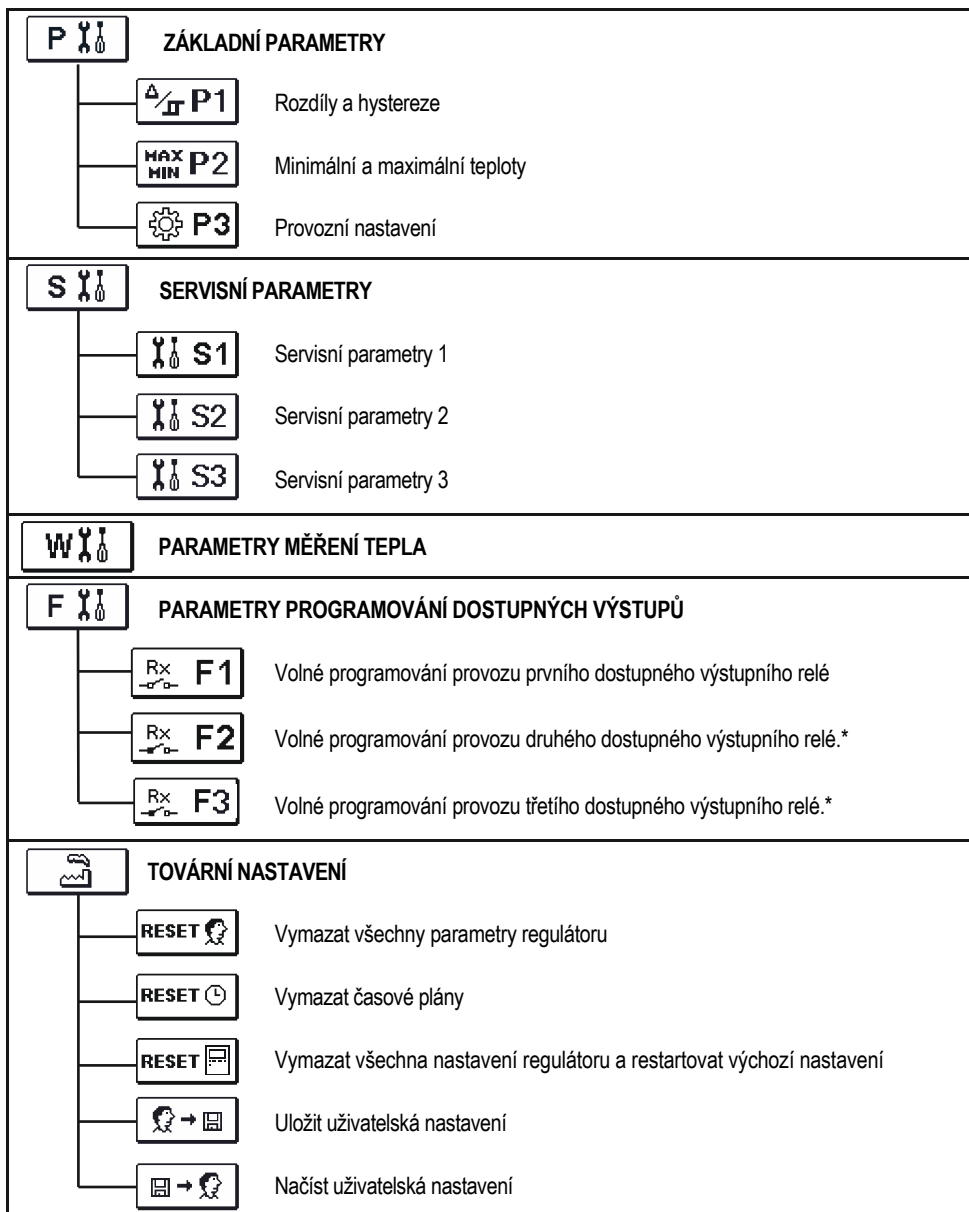 P ZÁKLADNÍ PARAMETRY
P1 Rozdíly a hystereze
MAX MIN P2 Minimální a maximální teploty
P3 Provozní nastavení
S SERVISNÍ PARAMETRY
S1 Servisní parametry 1
S2 Servisní parametry 2
S3 Servisní parametry 3
W PARAMETRY MĚŘENÍ TEPLA
F PARAMETRY PROGRAMOVÁNÍ DOSTUPNÝCH VÝSTUPŮ
Rx F1 Volné programování provozu prvního dostupného výstupního relé
Rx F2 Volné programování provozu druhého dostupného výstupního relé.*
Rx F3 Volné programování provozu třetího dostupného výstupního relé.*
TOVÁRNÍ NASTAVENÍ
RESET Vymazat všechny parametry regulátoru
RESET Vymazat časové plány
RESET Vymazat všechna nastavení regulátoru a restartovat výchozí nastavení
Uložit uživatelská nastavení
Načíst uživatelská nastavení